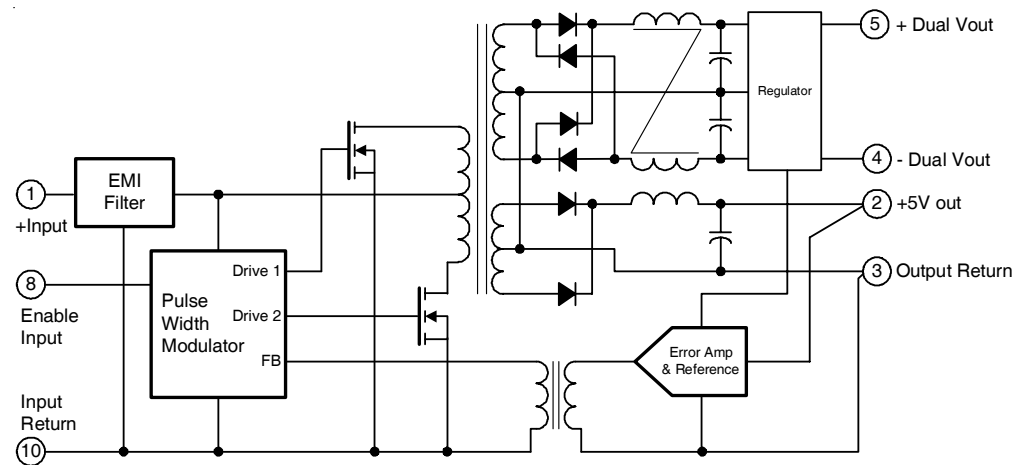 5 + Dual Vout
Regulator
4 - Dual Vout
EMI
Filter
1
+Input
2 +5V out
Drive 1
3 Output Return
8
Enable
Input
Pulse
Width
Modulator
Drive 2
FB
Error Amp
& Reference
Input
Return
10